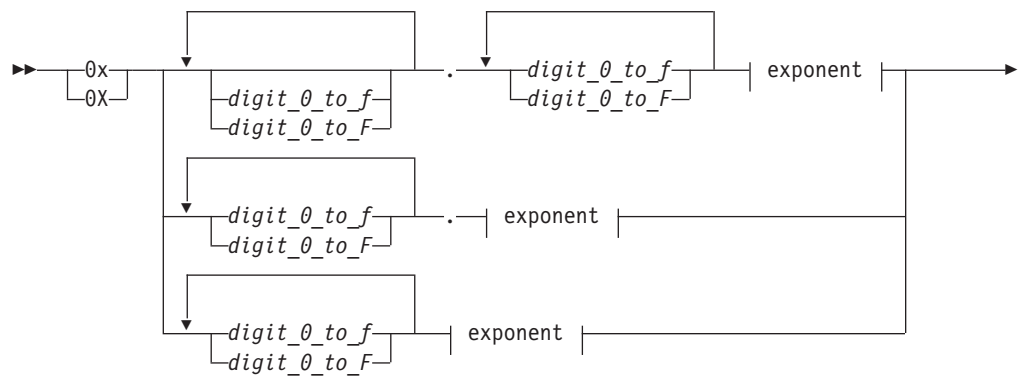 0x . digit_0_to_f exponent
0X digit_0_to_f digit_0_to_F
digit_0_to_F
digit_0_to_f . exponent
digit_0_to_F
digit_0_to_f exponent
digit_0_to_F